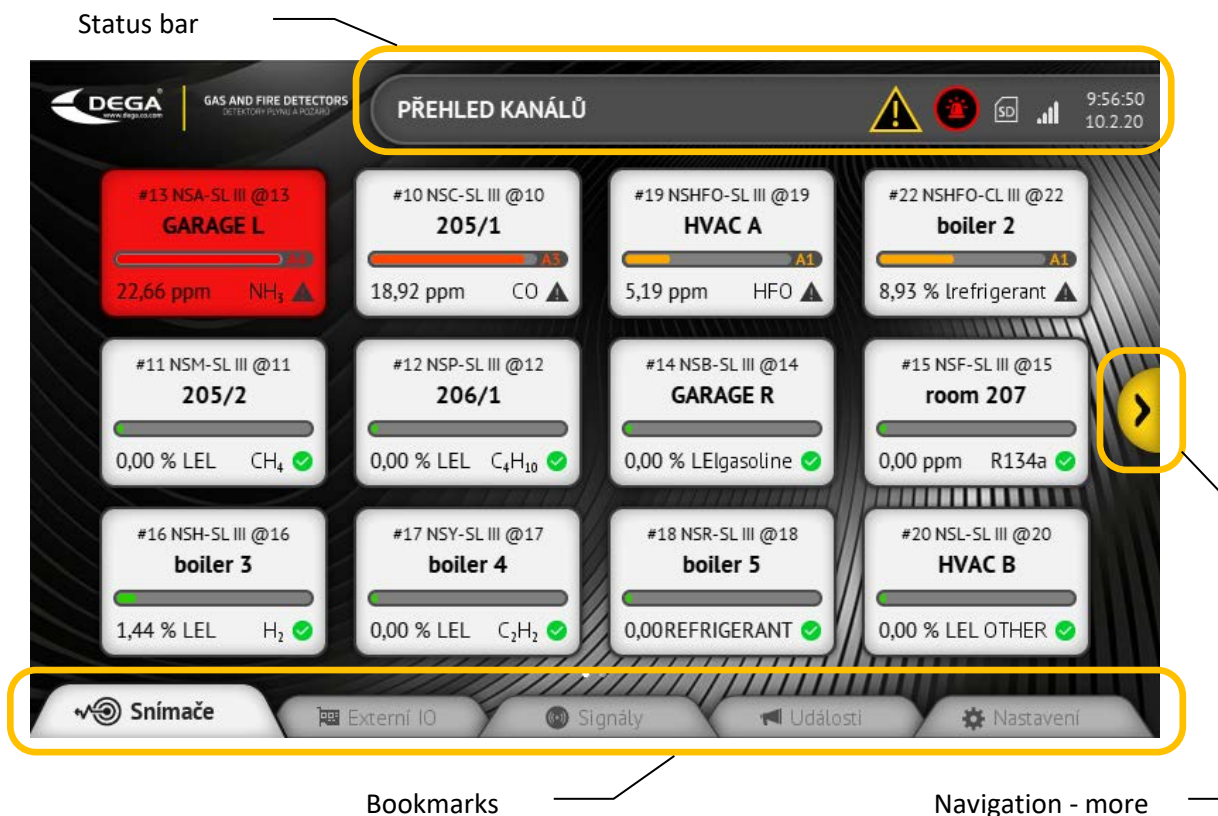 Status bar
DEGA
www.dega.co.com
GAS AND FIRE DETECTORS
DETEKTORY PLYNU A POŽÁRŮ
PŘEHLED KANÁLŮ
SD
9:56:50
10.2.20
#13 NSA-SL III @13
GARAGE L
22,66 ppm NH₃
#10 NSC-SL III @10
205/1
A3
18,92 ppm CO
#19 NSHFO-SL III @19
HVAC A
A1
5,19 ppm HFO
#22 NSHFO-CL III @22
boiler 2
A1
8,93 % lrefrigerant
#11 NSM-SL III @11
205/2
0,00 % LEL CH₄
#12 NSP-SL III @12
206/1
0,00 % LEL C₄H₁₀
#14 NSB-SL III @14
GARAGE R
0,00 % LElgasoline
#15 NSF-SL III @15
room 207
0,00 ppm R134a
#16 NSH-SL III @16
boiler 3
1,44 % LEL H₂
#17 NSY-SL III @17
boiler 4
0,00 % LEL C₂H₂
#18 NSR-SL III @18
boiler 5
0,00REFRIGERANT
#20 NSL-SL III @20
HVAC B
0,00 % LEL OTHER
Snímače
Externí IO
Signály
Události
Nastavení
Bookmarks
Navigation - more